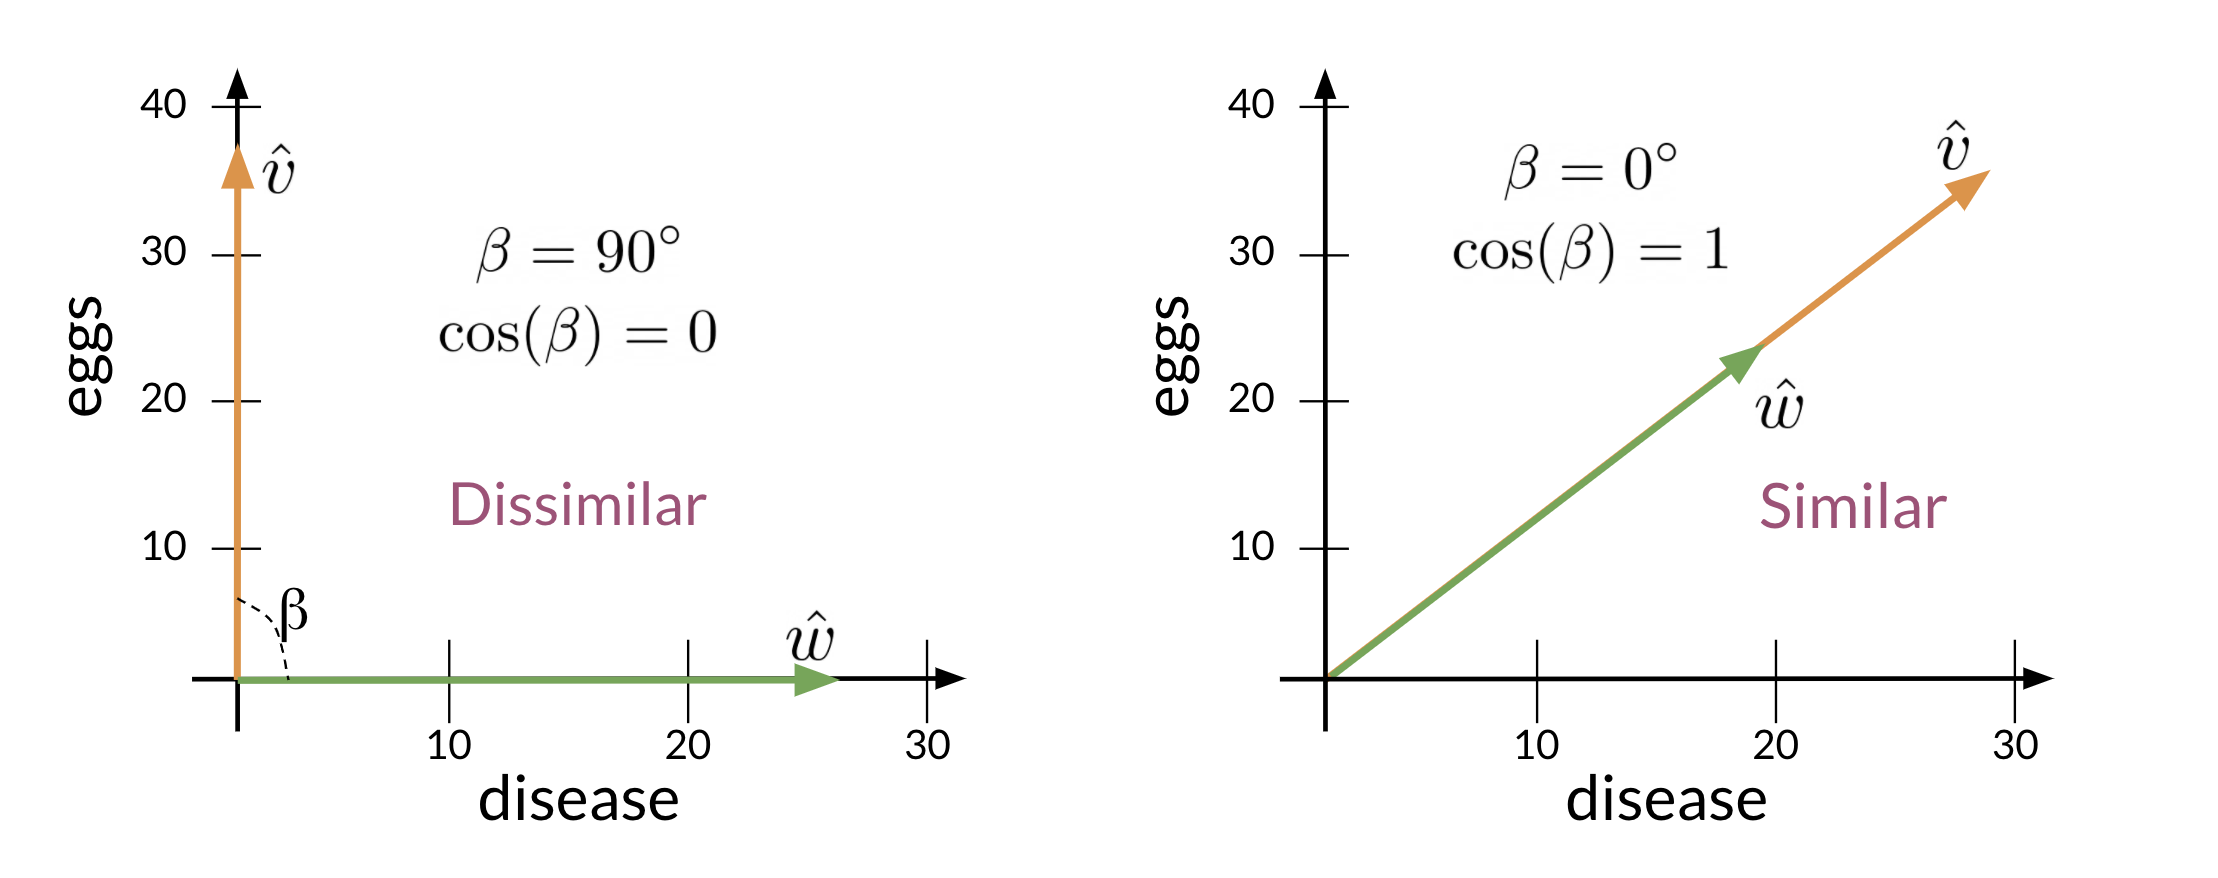 40
30
20
10
eggs
v̂
β = 90°
cos(β) = 0
Dissimilar
β
ŵ
10 20 30
disease
40
30
20
10
eggs
β = 0°
cos(β) = 1
v̂
ŵ
Similar
10 20 30
disease